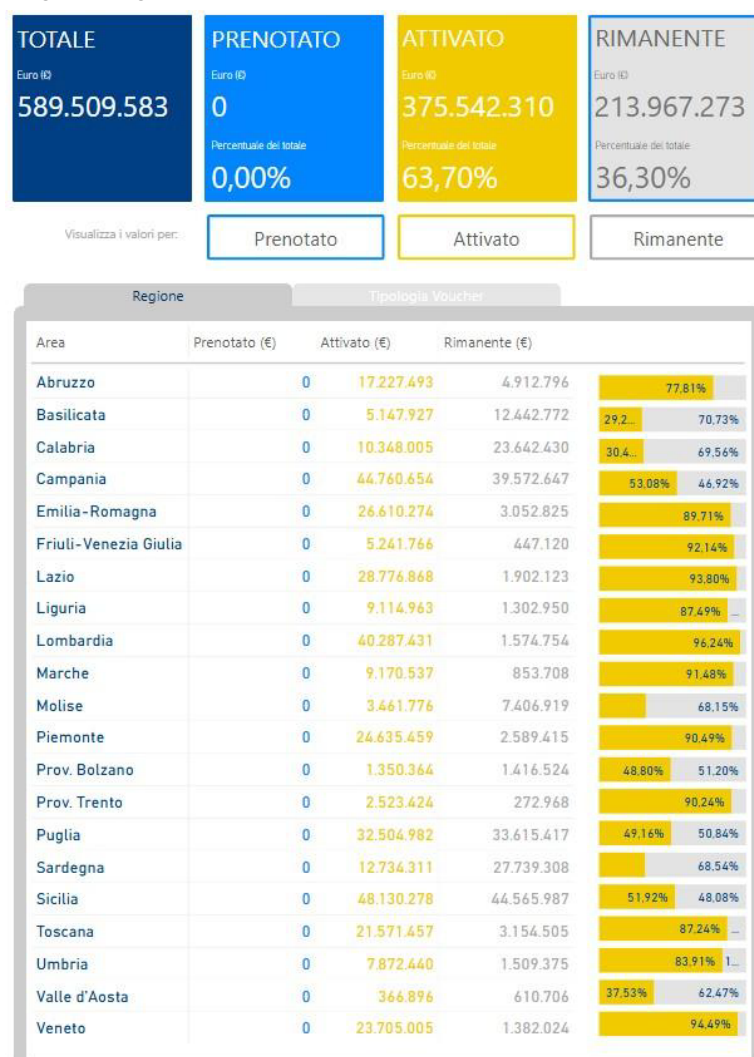 TOTALE PRENOTATO ATTIVATO RIMANENTE
Euro (€) Euro (€) Euro (€) Euro (€)
589.509.583 0 375.542.310 213.967.273
Percentuale del totale Percentuale del totale Percentuale del totale
0,00% 63,70% 36,30%
Visualizza i valori per: Prenotato Attivato Rimanente
Regione Tipologia Voucher
Area Prenotato (€) Attivato (€) Rimanente (€)
Abruzzo 0 17.227.493 4.912.796 77,81%
Basilicata 0 5.147.927 12.442.772 29,2... 70,73%
Calabria 0 10.348.005 23.642.430 30,4... 69,56%
Campania 0 44.760.654 39.572.647 53,08% 46,92%
Emilia-Romagna 0 26.610.274 3.052.825 89,71%
Friuli-Venezia Giulia 0 5.241.766 447.120 92,14%
Lazio 0 28.776.868 1.902.123 93,80%
Liguria 0 9.114.963 1.302.950 87,49% ...
Lombardia 0 40.287.431 1.574.754 96,24%
Marche 0 9.170.537 853.708 91,48%
Molise 0 3.461.776 7.406.919 68,15%
Piemonte 0 24.635.459 2.589.415 90,49%
Prov. Bolzano 0 1.350.364 1.416.524 48,80% 51,20%
Prov. Trento 0 2.523.424 272.968 90,24%
Puglia 0 32.504.982 33.615.417 49,16% 50,84%
Sardegna 0 12.734.311 27.739.308 68,54%
Sicilia 0 48.130.278 44.565.987 51,92% 48,08%
Toscana 0 21.571.457 3.154.505 87,24% ...
Umbria 0 7.872.440 1.509.375 83,91% 1...
Valle d'Aosta 0 366.896 610.706 37,53% 62,47%
Veneto 0 23.705.005 1.382.024 94,49%